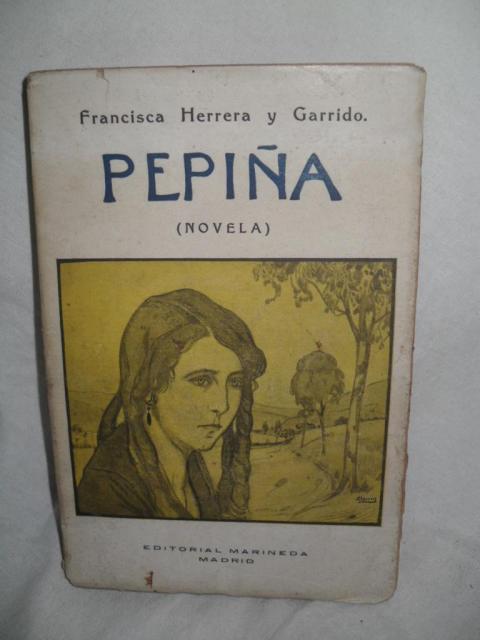 Francisca Herrera y Garrido.
PEPIÑA
(NOVELA)
EDITORIAL MARINEDA
MADRID